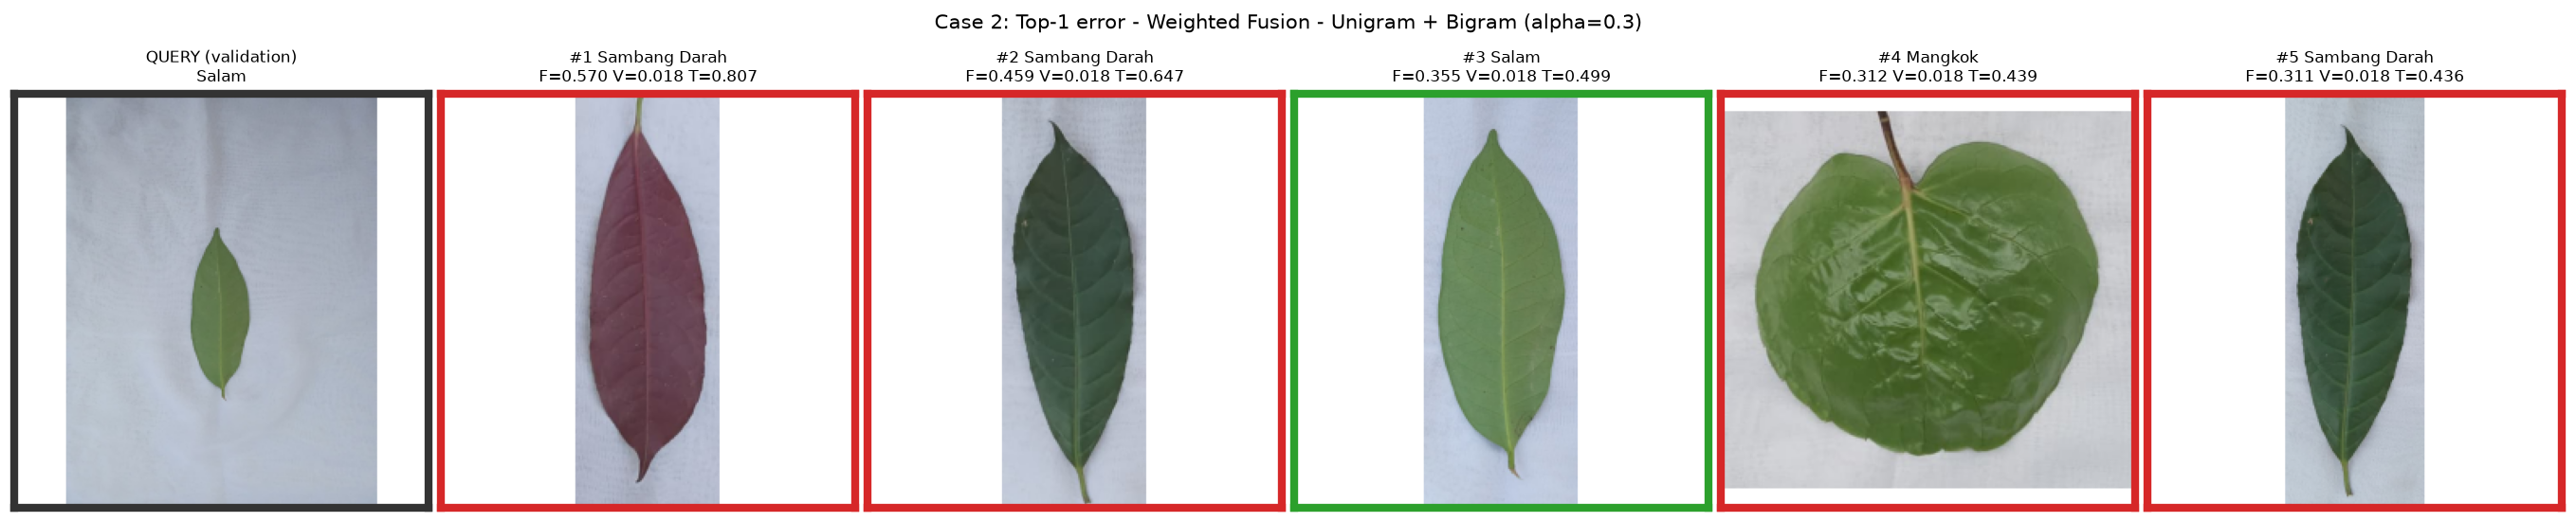 Case 2: Top-1 error - Weighted Fusion - Unigram + Bigram (alpha=0.3)
QUERY (validation)
Salam
#1 Sambang Darah
F=0.570 V=0.018 T=0.807
#2 Sambang Darah
F=0.459 V=0.018 T=0.647
#3 Salam
F=0.355 V=0.018 T=0.499
#4 Mangkok
F=0.312 V=0.018 T=0.439
#5 Sambang Darah
F=0.311 V=0.018 T=0.436